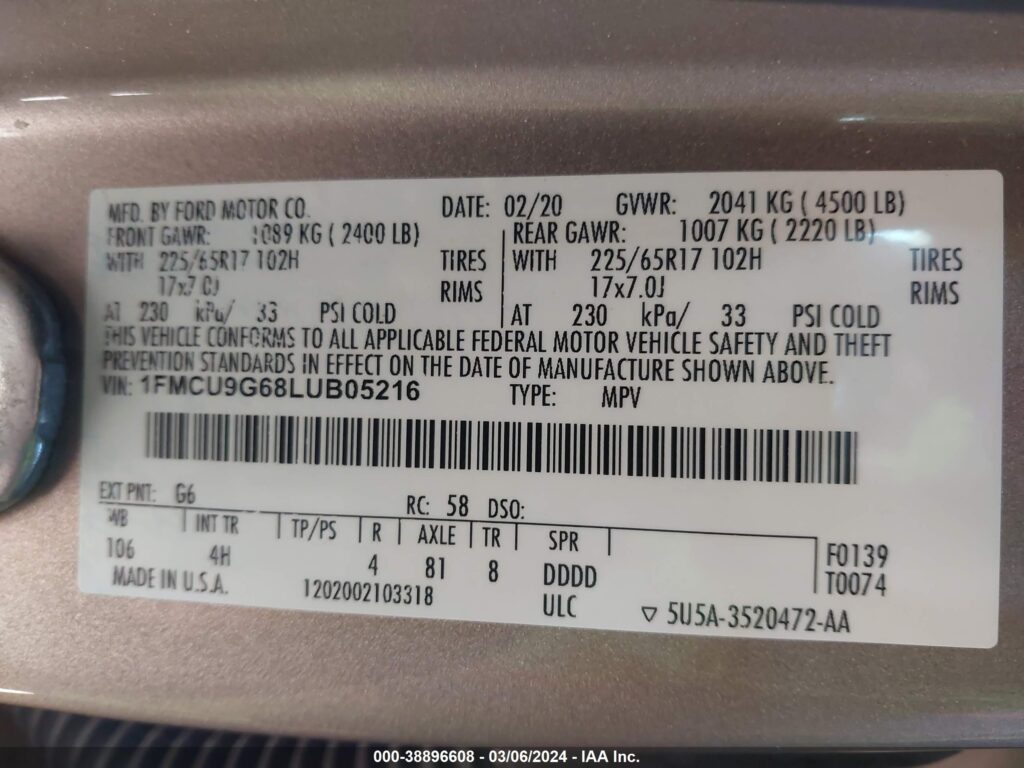 MFD. BY FORD MOTOR CO. DATE: 02/20 GVWR: 2041 KG ( 4500 LB)
FRONT GAWR: 1089 KG ( 2400 LB) REAR GAWR: 1007 KG ( 2220 LB)
WITH 225/65R17 102H TIRES WITH 225/65R17 102H TIRES
17x7.0J RIMS 17x7.0J RIMS
AT 230 kPa/ 33 PSI COLD AT 230 kPa/ 33 PSI COLD
THIS VEHICLE CONFORMS TO ALL APPLICABLE FEDERAL MOTOR VEHICLE SAFETY AND THEFT
PREVENTION STANDARDS IN EFFECT ON THE DATE OF MANUFACTURE SHOWN ABOVE.
VIN: 1FMCU9G68LUB05216 TYPE: MPV
EXT PNT: G6 RC: 58 DSO:
WB INT TR TP/PS R AXLE TR SPR
106 4H 4 81 8 DDDD F0139
MADE IN U.S.A. 1202002103318 ULC T0074
▽ 5U5A-3520472-AA
000-38896608 - 03/06/2024 - IAA Inc.